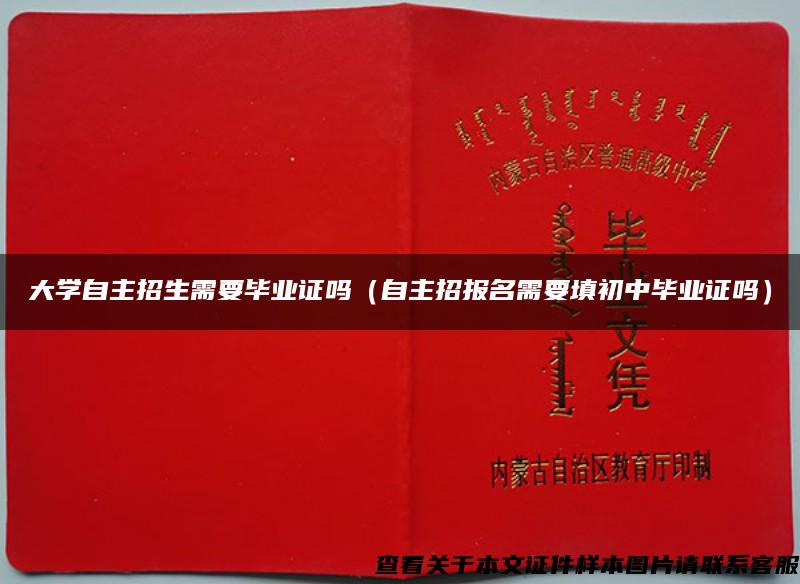 内蒙古自治区普通高级中学
毕业文凭
大学自主招生需要毕业证吗（自主招报名需要填初中毕业证吗）
内蒙古自治区教育厅印制
查看关于本文证件样本图片请联系客服